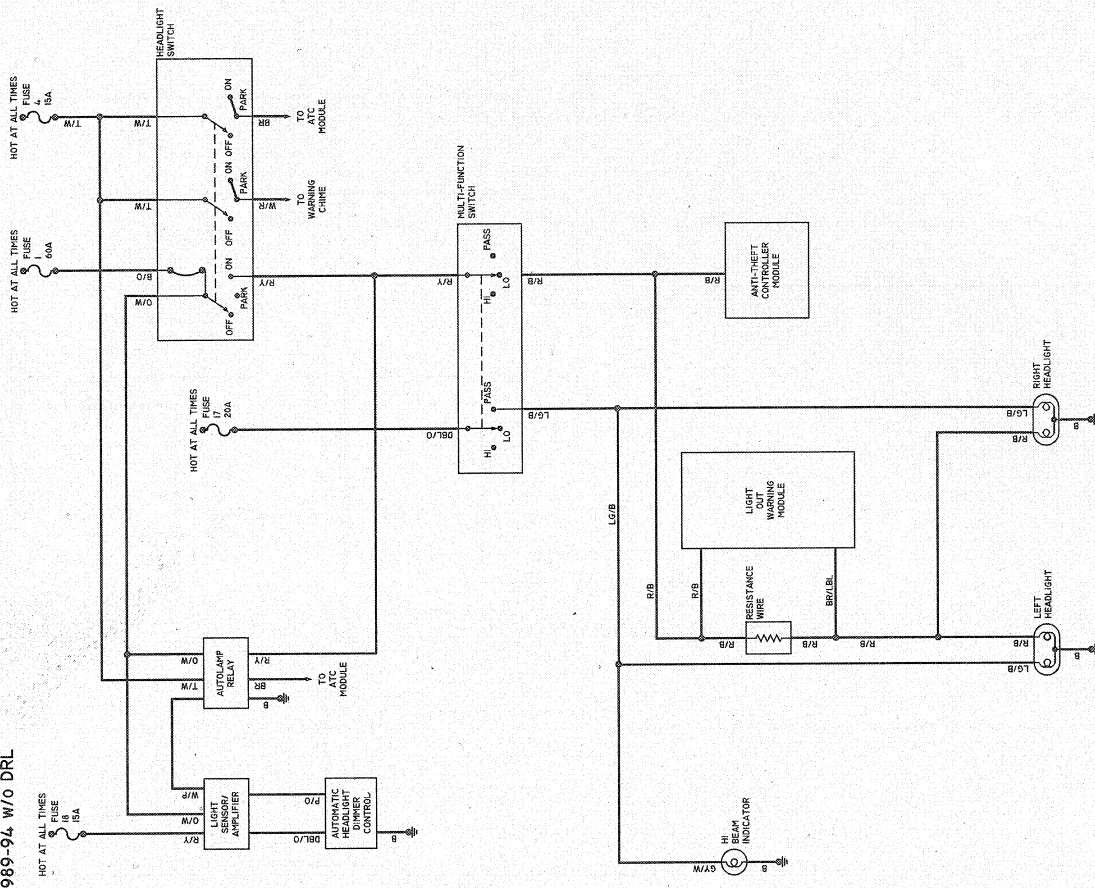 989-94 W/o DRL
HOT AT ALL TIMES
FUSE
4
15A
T/W
T/W
T/W
HEADLIGHT
SWITCH
ON
PARK
OFF
BR
TO
ATC
MODULE
ON
PARK
OFF
W/R
TO
WARNING
CHIME
HOT AT ALL TIMES
FUSE
1
60A
B/O
O/W
ON
PARK
OFF
R/Y
HOT AT ALL TIMES
FUSE
17
20A
DBL/O
MULTI-FUNCTION
SWITCH
R/Y
PASS
LO
HI
R/B
PASS
LO
HI
LG/B
R/B
ANTI-THEFT
CONTROLLER
MODULE
LG/B
R/B
R/B
BR/LBL
LIGHT
OUT
WARNING
MODULE
RESISTANCE
WIRE
R/B
R/B
R/B
RIGHT
HEADLIGHT
LG/B
R/B
B
LEFT
HEADLIGHT
R/B
LG/B
B
O/W
T/W
AUTOLAMP
RELAY
R/Y
BR
B
TO
ATC
MODULE
HOT AT ALL TIMES
FUSE
18
15A
W/P
O/W
R/Y
LIGHT
SENSOR/
AMPLIFIER
P/O
DBL/O
AUTOMATIC
HEADLIGHT
DIMMER
CONTROL
B
HI
BEAM
INDICATOR
GY/W
B